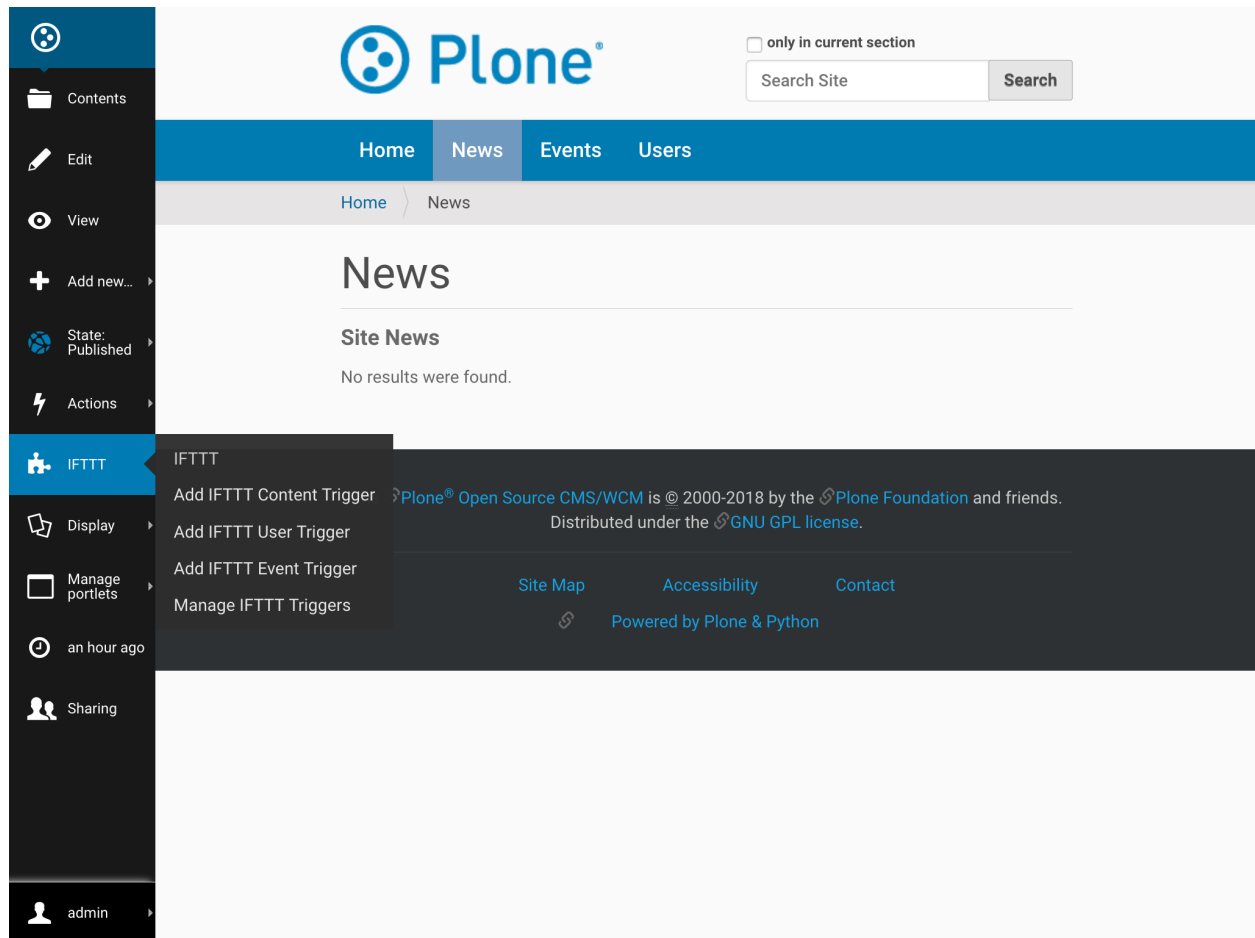 Plone®
only in current section
Search Site
Search
Home
News
Events
Users
Home
News
Contents
Edit
View
Add new…
State:
Published
Actions
IFTTT
Display
Manage
portlets
an hour ago
Sharing
admin
News
Site News
No results were found.
IFTTT
Add IFTTT Content Trigger
Add IFTTT User Trigger
Add IFTTT Event Trigger
Manage IFTTT Triggers
Plone® Open Source CMS/WCM is © 2000-2018 by the Plone Foundation and friends.
Distributed under the GNU GPL license.
Site Map
Accessibility
Contact
Powered by Plone & Python